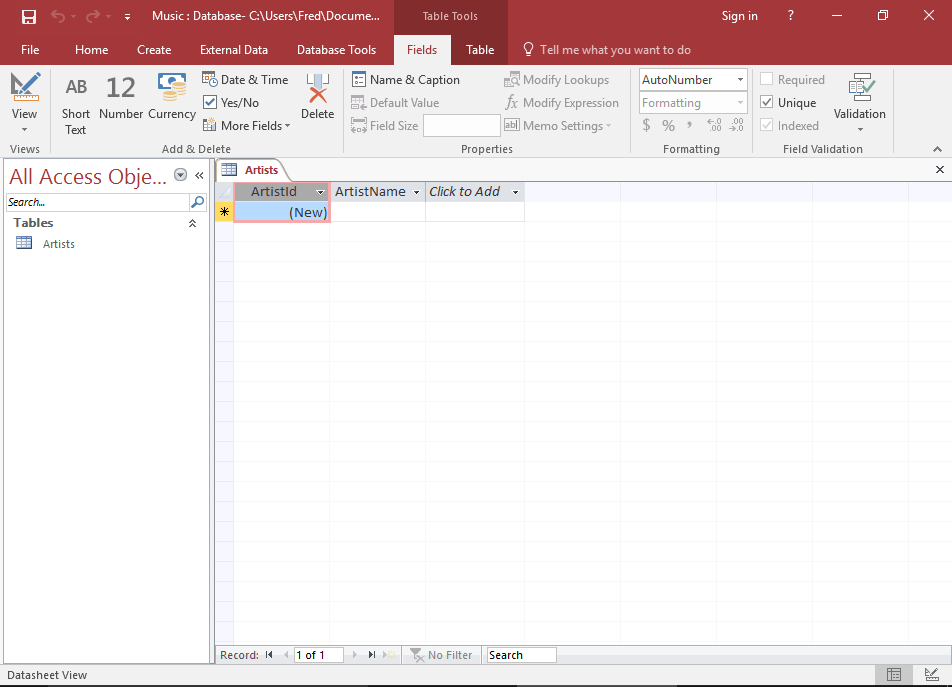 Music : Database- C:\Users\Fred\Docume... Table Tools Sign in ?
File Home Create External Data Database Tools Fields Table Tell me what you want to do
View
Views
AB Short Text
12 Number
Currency
Date & Time
Yes/No
More Fields
Delete
Add & Delete
Name & Caption
Default Value
Field Size
Modify Lookups
fx Modify Expression
ab Memo Settings
Properties
AutoNumber
Formatting
$ % , .00 .00
Formatting
Required
Unique
Indexed
Validation
Field Validation
All Access Obje...
Search...
Tables
Artists
Artists
ArtistId ArtistName Click to Add
* (New)
Record: 1 of 1 No Filter Search
Datasheet View